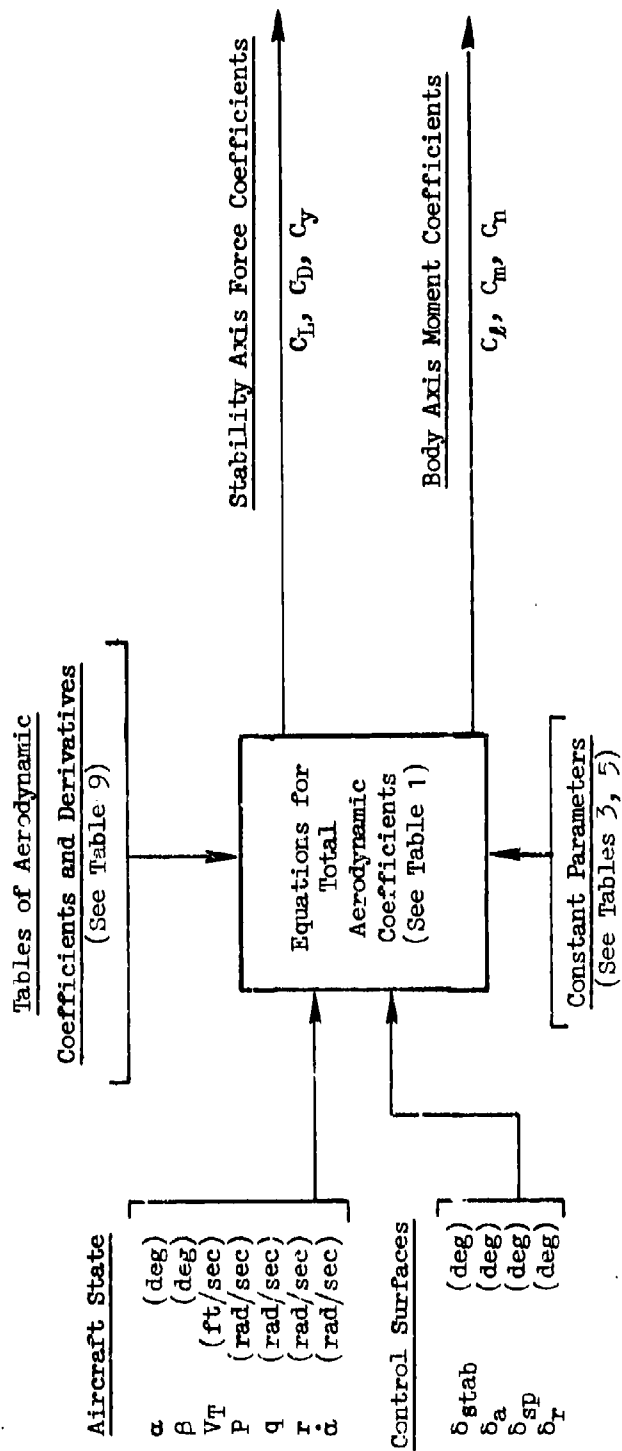 Tables of Aerodynamic
Coefficients and Derivatives
(See Table 9)
Aircraft State
α (deg)
β (deg)
V_T (ft/sec)
P (rad/sec)
q (rad/sec)
r (rad/sec)
α̇ (rad/sec)
Control Surfaces
δ_stab (deg)
δ_a (deg)
δ_sp (deg)
δ_r (deg)
Equations for
Total
Aerodynamic
Coefficients
(See Table 1)
Constant Parameters
(See Tables 3, 5)
Stability Axis Force Coefficients
C_L, C_D, C_y
Body Axis Moment Coefficients
C_ℓ, C_m, C_n